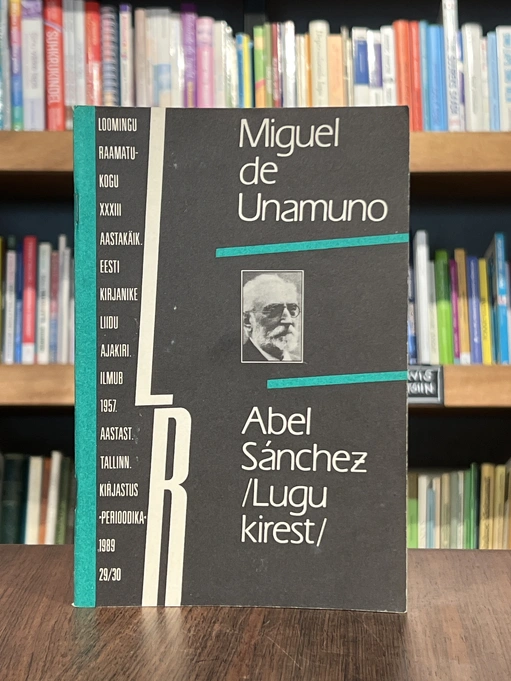 LOOMINGU
RAAMATU-
KOGU
XXXIII
AASTAKÄIK.
EESTI
KIRJANIKE
LIIDU
AJAKIRI.
ILMUB
1957.
AASTAST.
TALLINN.
KIRJASTUS
«PERIOODIKA»
1989
29/30
LR
Miguel
de
Unamuno
Abel
Sánchez
/Lugu
kirest/